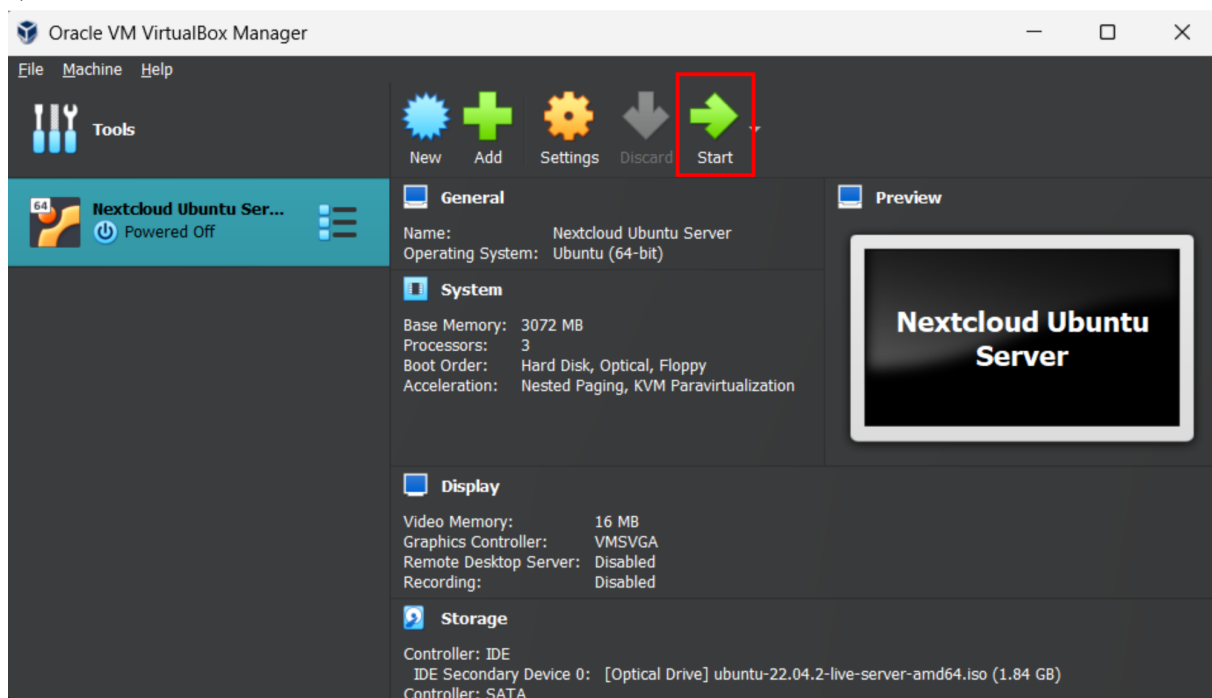 Oracle VM VirtualBox Manager
File Machine Help
Tools
New Add Settings Discard Start
64
Nextcloud Ubuntu Ser...
Powered Off
General
Name: Nextcloud Ubuntu Server
Operating System: Ubuntu (64-bit)
System
Base Memory: 3072 MB
Processors: 3
Boot Order: Hard Disk, Optical, Floppy
Acceleration: Nested Paging, KVM Paravirtualization
Preview
Nextcloud Ubuntu
Server
Display
Video Memory: 16 MB
Graphics Controller: VMSVGA
Remote Desktop Server: Disabled
Recording: Disabled
Storage
Controller: IDE
IDE Secondary Device 0: [Optical Drive] ubuntu-22.04.2-live-server-amd64.iso (1.84 GB)
Controller: SATA